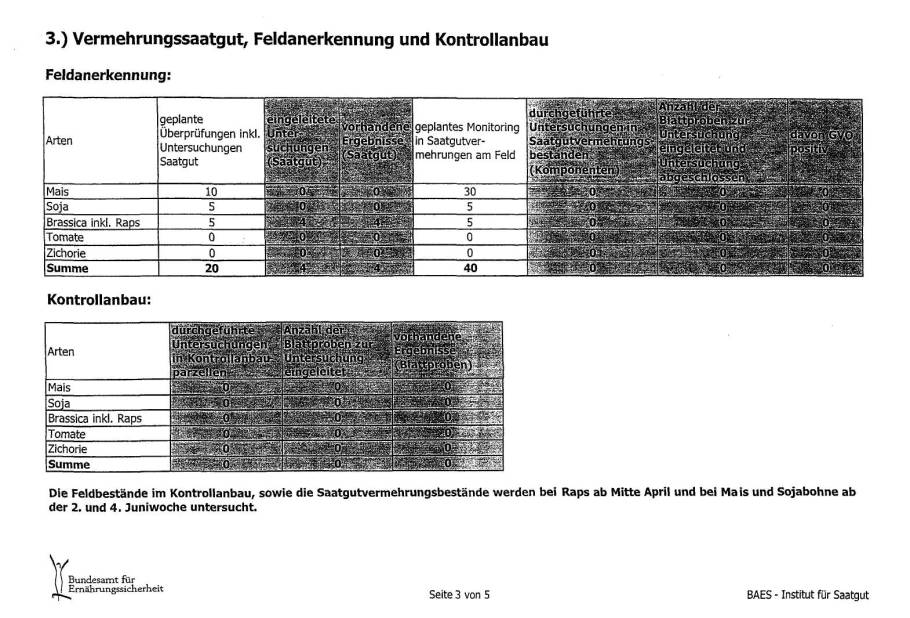 3.) Vermehrungssaatgut, Feldanerkennung und Kontrollanbau
Feldanerkennung:
Arten
geplante
Überprüfungen inkl.
Untersuchungen
Saatgut
eingeleitete
Unter-
suchungen
(Saatgut)
vorhandene
Ergebnisse
(Saatgut)
geplantes Monitoring
in Saatgutver-
mehrungen am Feld
durchgeführte
Untersuchungen in
Saatgutvermehrungs-
beständen
(Komponenten)
Anzahl der
Blattproben zur
Untersuchung
eingeleitet und
Untersuchung
abgeschlossen
davon GVO
positiv
Mais 10 0 0 30 0 0 0
Soja 5 0 0 5 0 0 0
Brassica inkl. Raps 5 4 4 5 0 0 0
Tomate 0 0 0 0 0 0 0
Zichorie 0 0 0 0 0 0 0
Summe 20 4 4 40 0 0 0
Kontrollanbau:
Arten
durchgeführte
Untersuchungen
in Kontrollanbau-
parzellen
Anzahl der
Blattproben zur
Untersuchung
eingeleitet
vorhandene
Ergebnisse
(Blattproben)
Mais 0 0 0
Soja 0 0 0
Brassica inkl. Raps 0 0 0
Tomate 0 0 0
Zichorie 0 0 0
Summe 0 0 0
Die Feldbestände im Kontrollanbau, sowie die Saatgutvermehrungsbestände werden bei Raps ab Mitte April und bei Mais und Sojabohne ab
der 2. und 4. Juniwoche untersucht.
Bundesamt für
Ernährungssicherheit
Seite 3 von 5
BAES - Institut für Saatgut